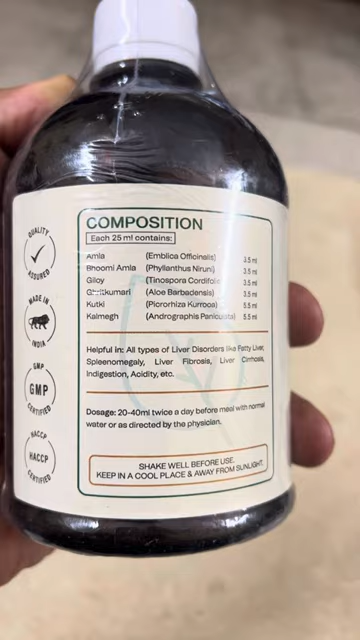 COMPOSITION
Each 25 ml contains:
Amla (Emblica Officinalis) 3.5 ml
Bhoomi Amla (Phyllanthus Niruri) 3.5 ml
Giloy (Tinospora Cordifolia 3.5 ml
(Aloe Barbadensis) 3.5 ml
Kutki (Picrorhiza Kurrooa) 5.5 ml
Kalmegh (Andrographis Paniculata) 5.5 ml
Helpful in: All types of Liver Disorders like Fatty Liver,
Spleenomegaly, Liver Fibrosis, Liver Cirrhosis,
Indigestion, Acidity, etc.
Dosage: 20-40ml twice a day before meal with normal
water or as directed by the physician.
SHAKE WELL BEFORE USE.
KEEP IN A COOL PLACE & AWAY FROM SUNLIGHT.
QUALITY
ASSURED
MADE IN
INDIA
GMP
GMP
CERTIFIED
HACCP
HACCP
CERTIFIED